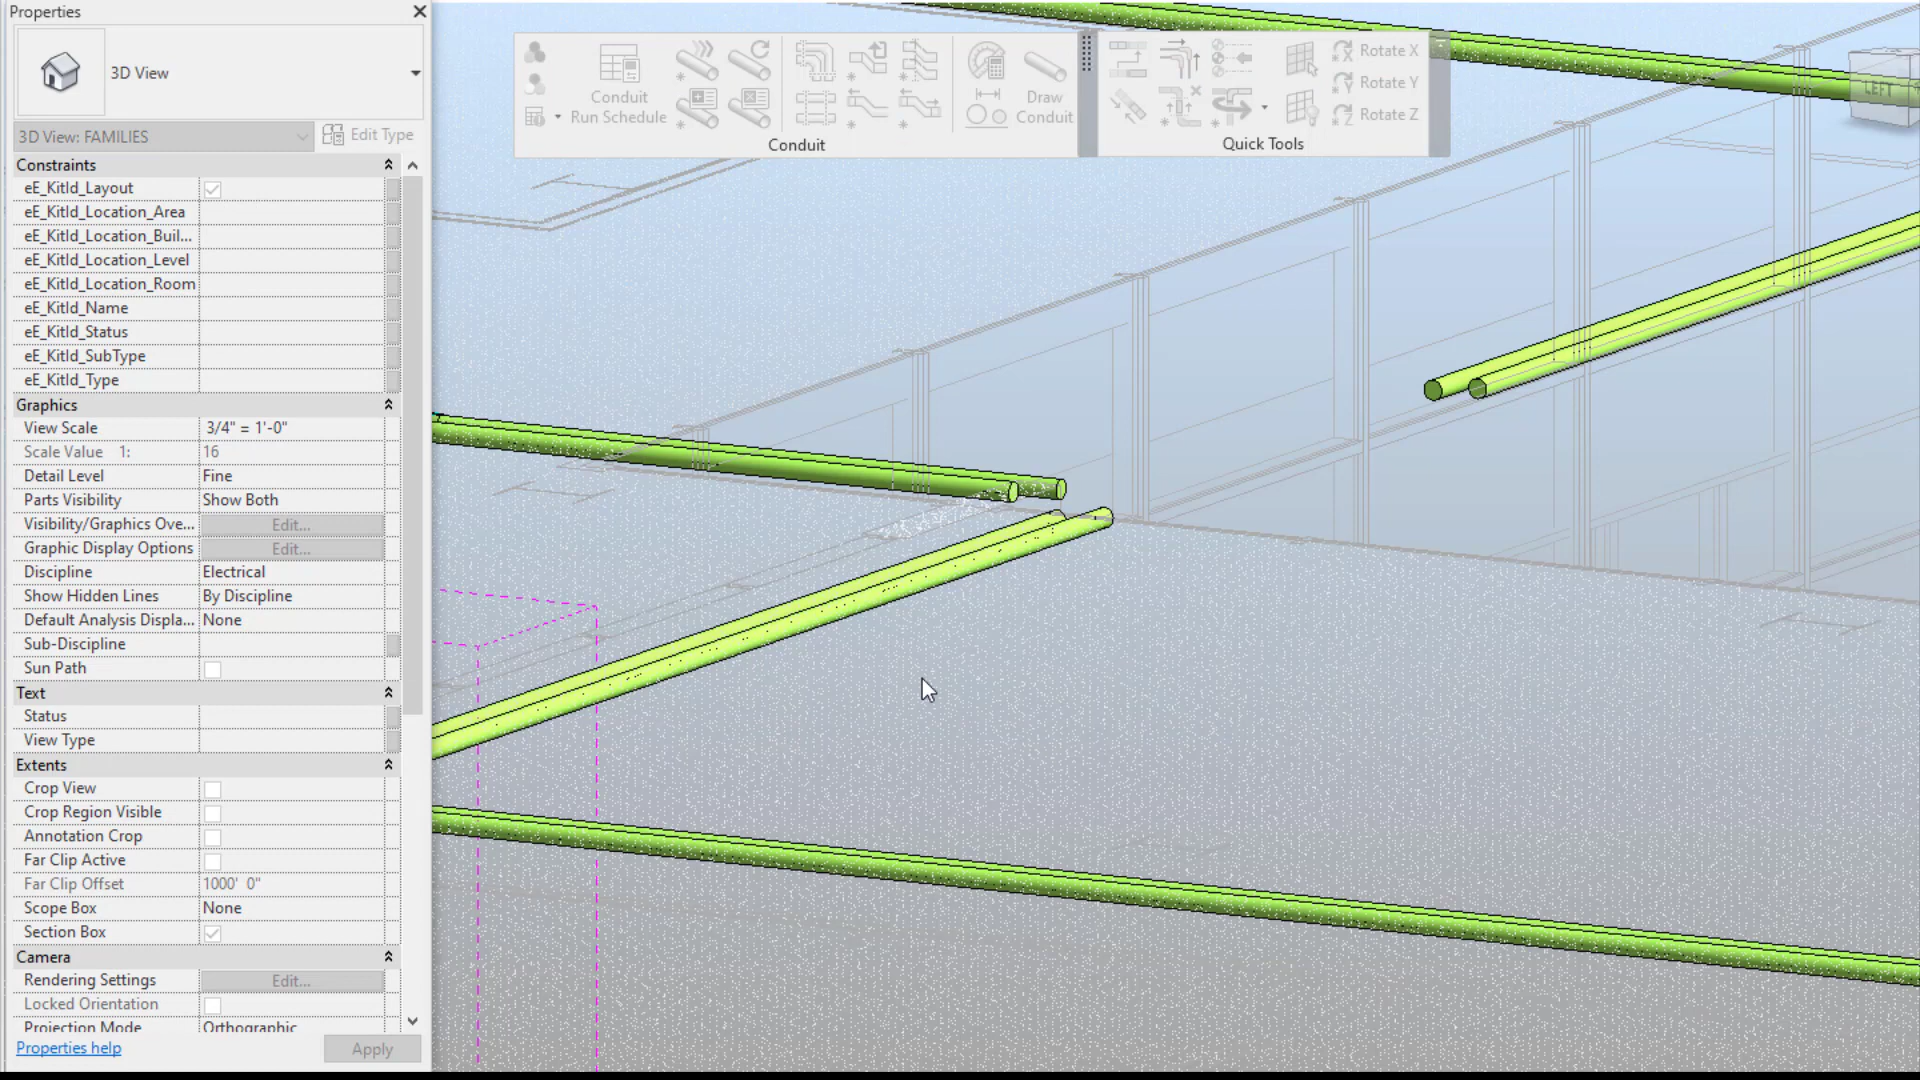 Properties
3D View
3D View: FAMILIES
Edit Type
Constraints
eE_KitId_Layout
eE_KitId_Location_Area
eE_KitId_Location_Buil...
eE_KitId_Location_Level
eE_KitId_Location_Room
eE_KitId_Name
eE_KitId_Status
eE_KitId_SubType
eE_KitId_Type
Graphics
View Scale 3/4" = 1'-0"
Scale Value 1: 16
Detail Level Fine
Parts Visibility Show Both
Visibility/Graphics Ove... Edit...
Graphic Display Options Edit...
Discipline Electrical
Show Hidden Lines By Discipline
Default Analysis Displa... None
Sub-Discipline
Sun Path
Text
Status
View Type
Extents
Crop View
Crop Region Visible
Annotation Crop
Far Clip Active
Far Clip Offset 1000' 0"
Scope Box None
Section Box
Camera
Rendering Settings Edit...
Locked Orientation
Projection Mode Orthographic
Properties help
Apply
Conduit
Run Schedule
Draw
Conduit
Conduit
Rotate X
Rotate Y
Rotate Z
Quick Tools
LEFT